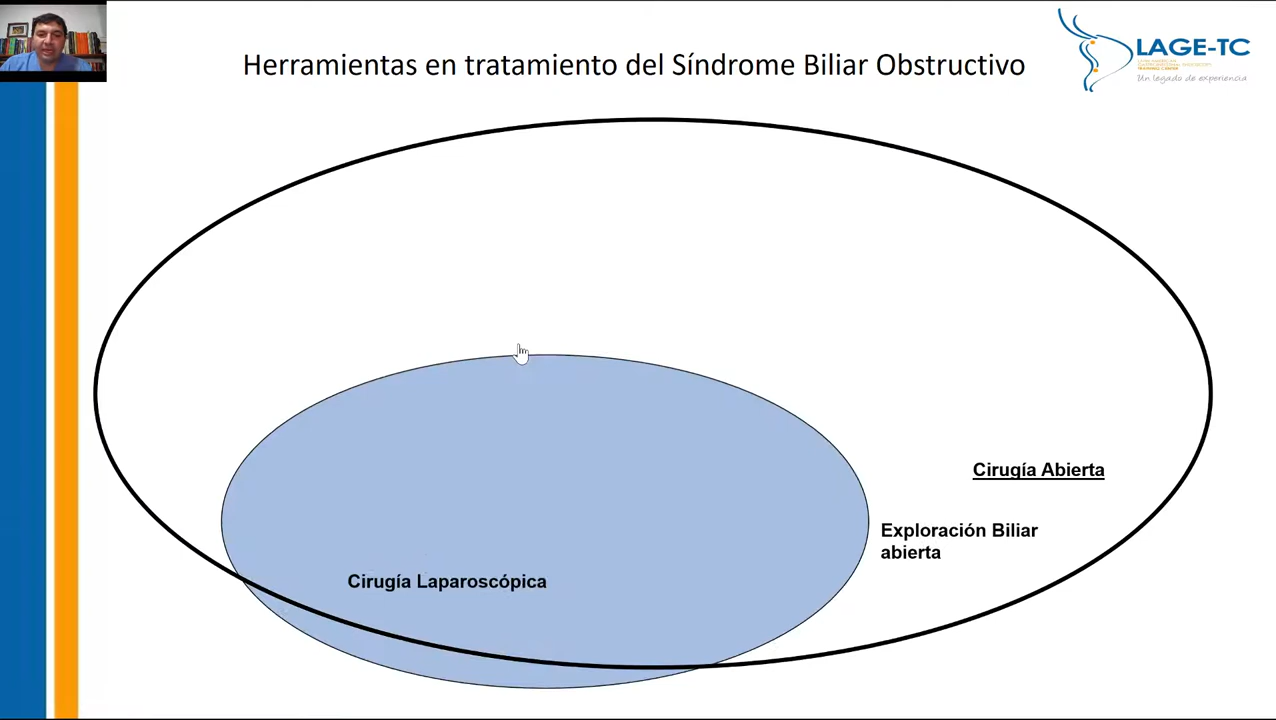 Herramientas en tratamiento del Síndrome Biliar Obstructivo
LAGE-TC
Un legado de experiencia
Cirugía Abierta
Exploración Biliar
abierta
Cirugía Laparoscópica